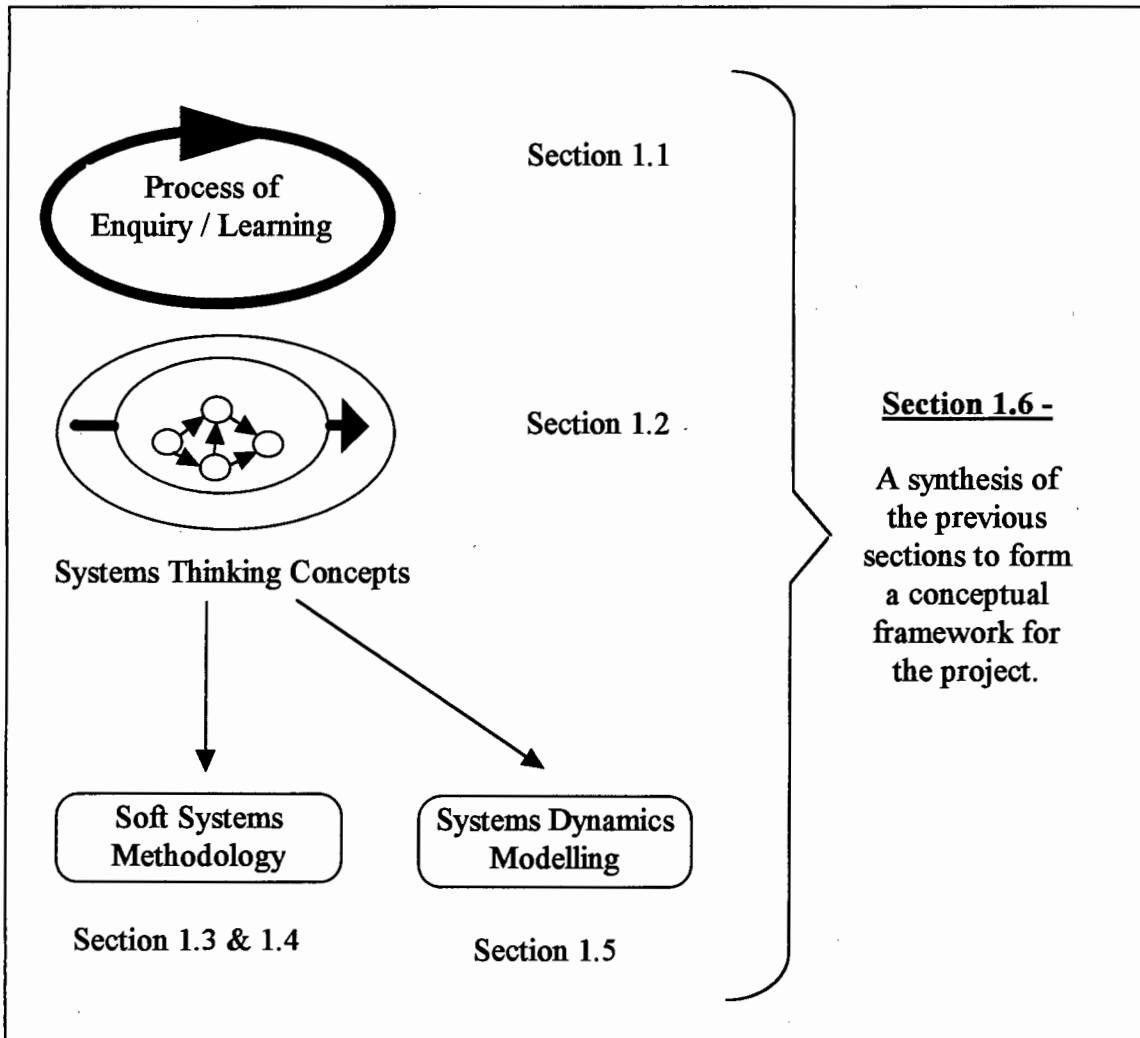 Process of
Enquiry / Learning
Section 1.1
Section 1.2
Systems Thinking Concepts
Soft Systems
Methodology
Section 1.3 & 1.4
Systems Dynamics
Modelling
Section 1.5
Section 1.6 -
A synthesis of
the previous
sections to form
a conceptual
framework for
the project.